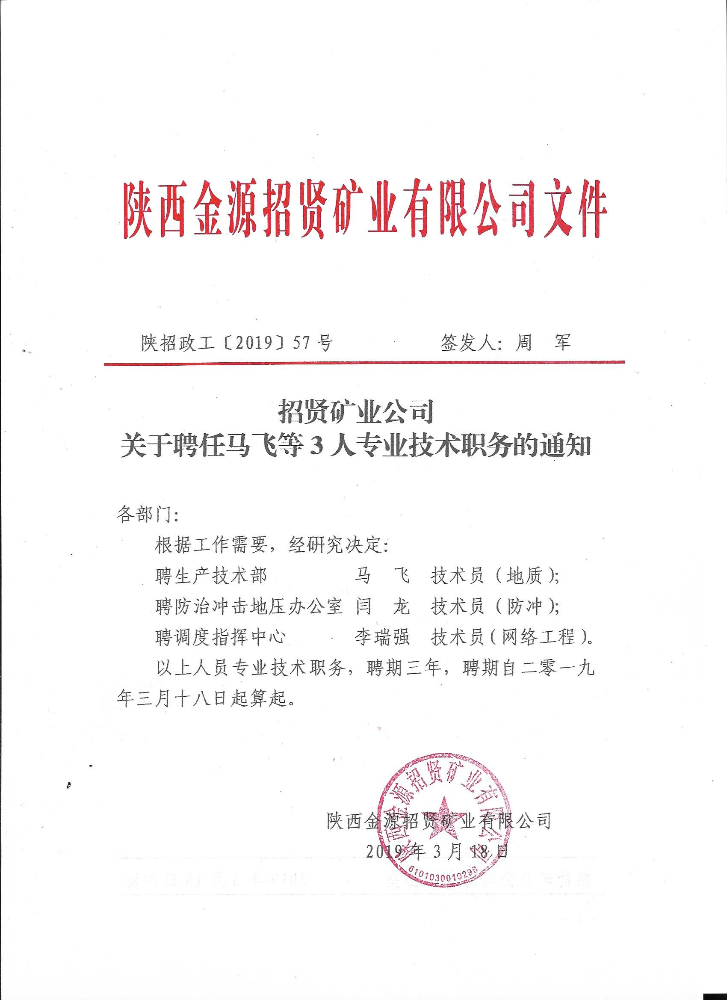 陕西金源招贤矿业有限公司文件
陕招政工〔2019〕57 号 签发人：周 军
招贤矿业公司
关于聘任马飞等 3 人专业技术职务的通知
各部门：
根据工作需要，经研究决定：
聘生产技术部 马 飞 技术员（地质）；
聘防治冲击地压办公室 闫 龙 技术员（防冲）；
聘调度指挥中心 李瑞强 技术员（网络工程）。
以上人员专业技术职务，聘期三年，聘期自二零一九
年三月十八日起算起。
陕西金源招贤矿业有限公司
陕西金源招贤矿业有限公司
2019 年 3 月 18 日
6101030019298